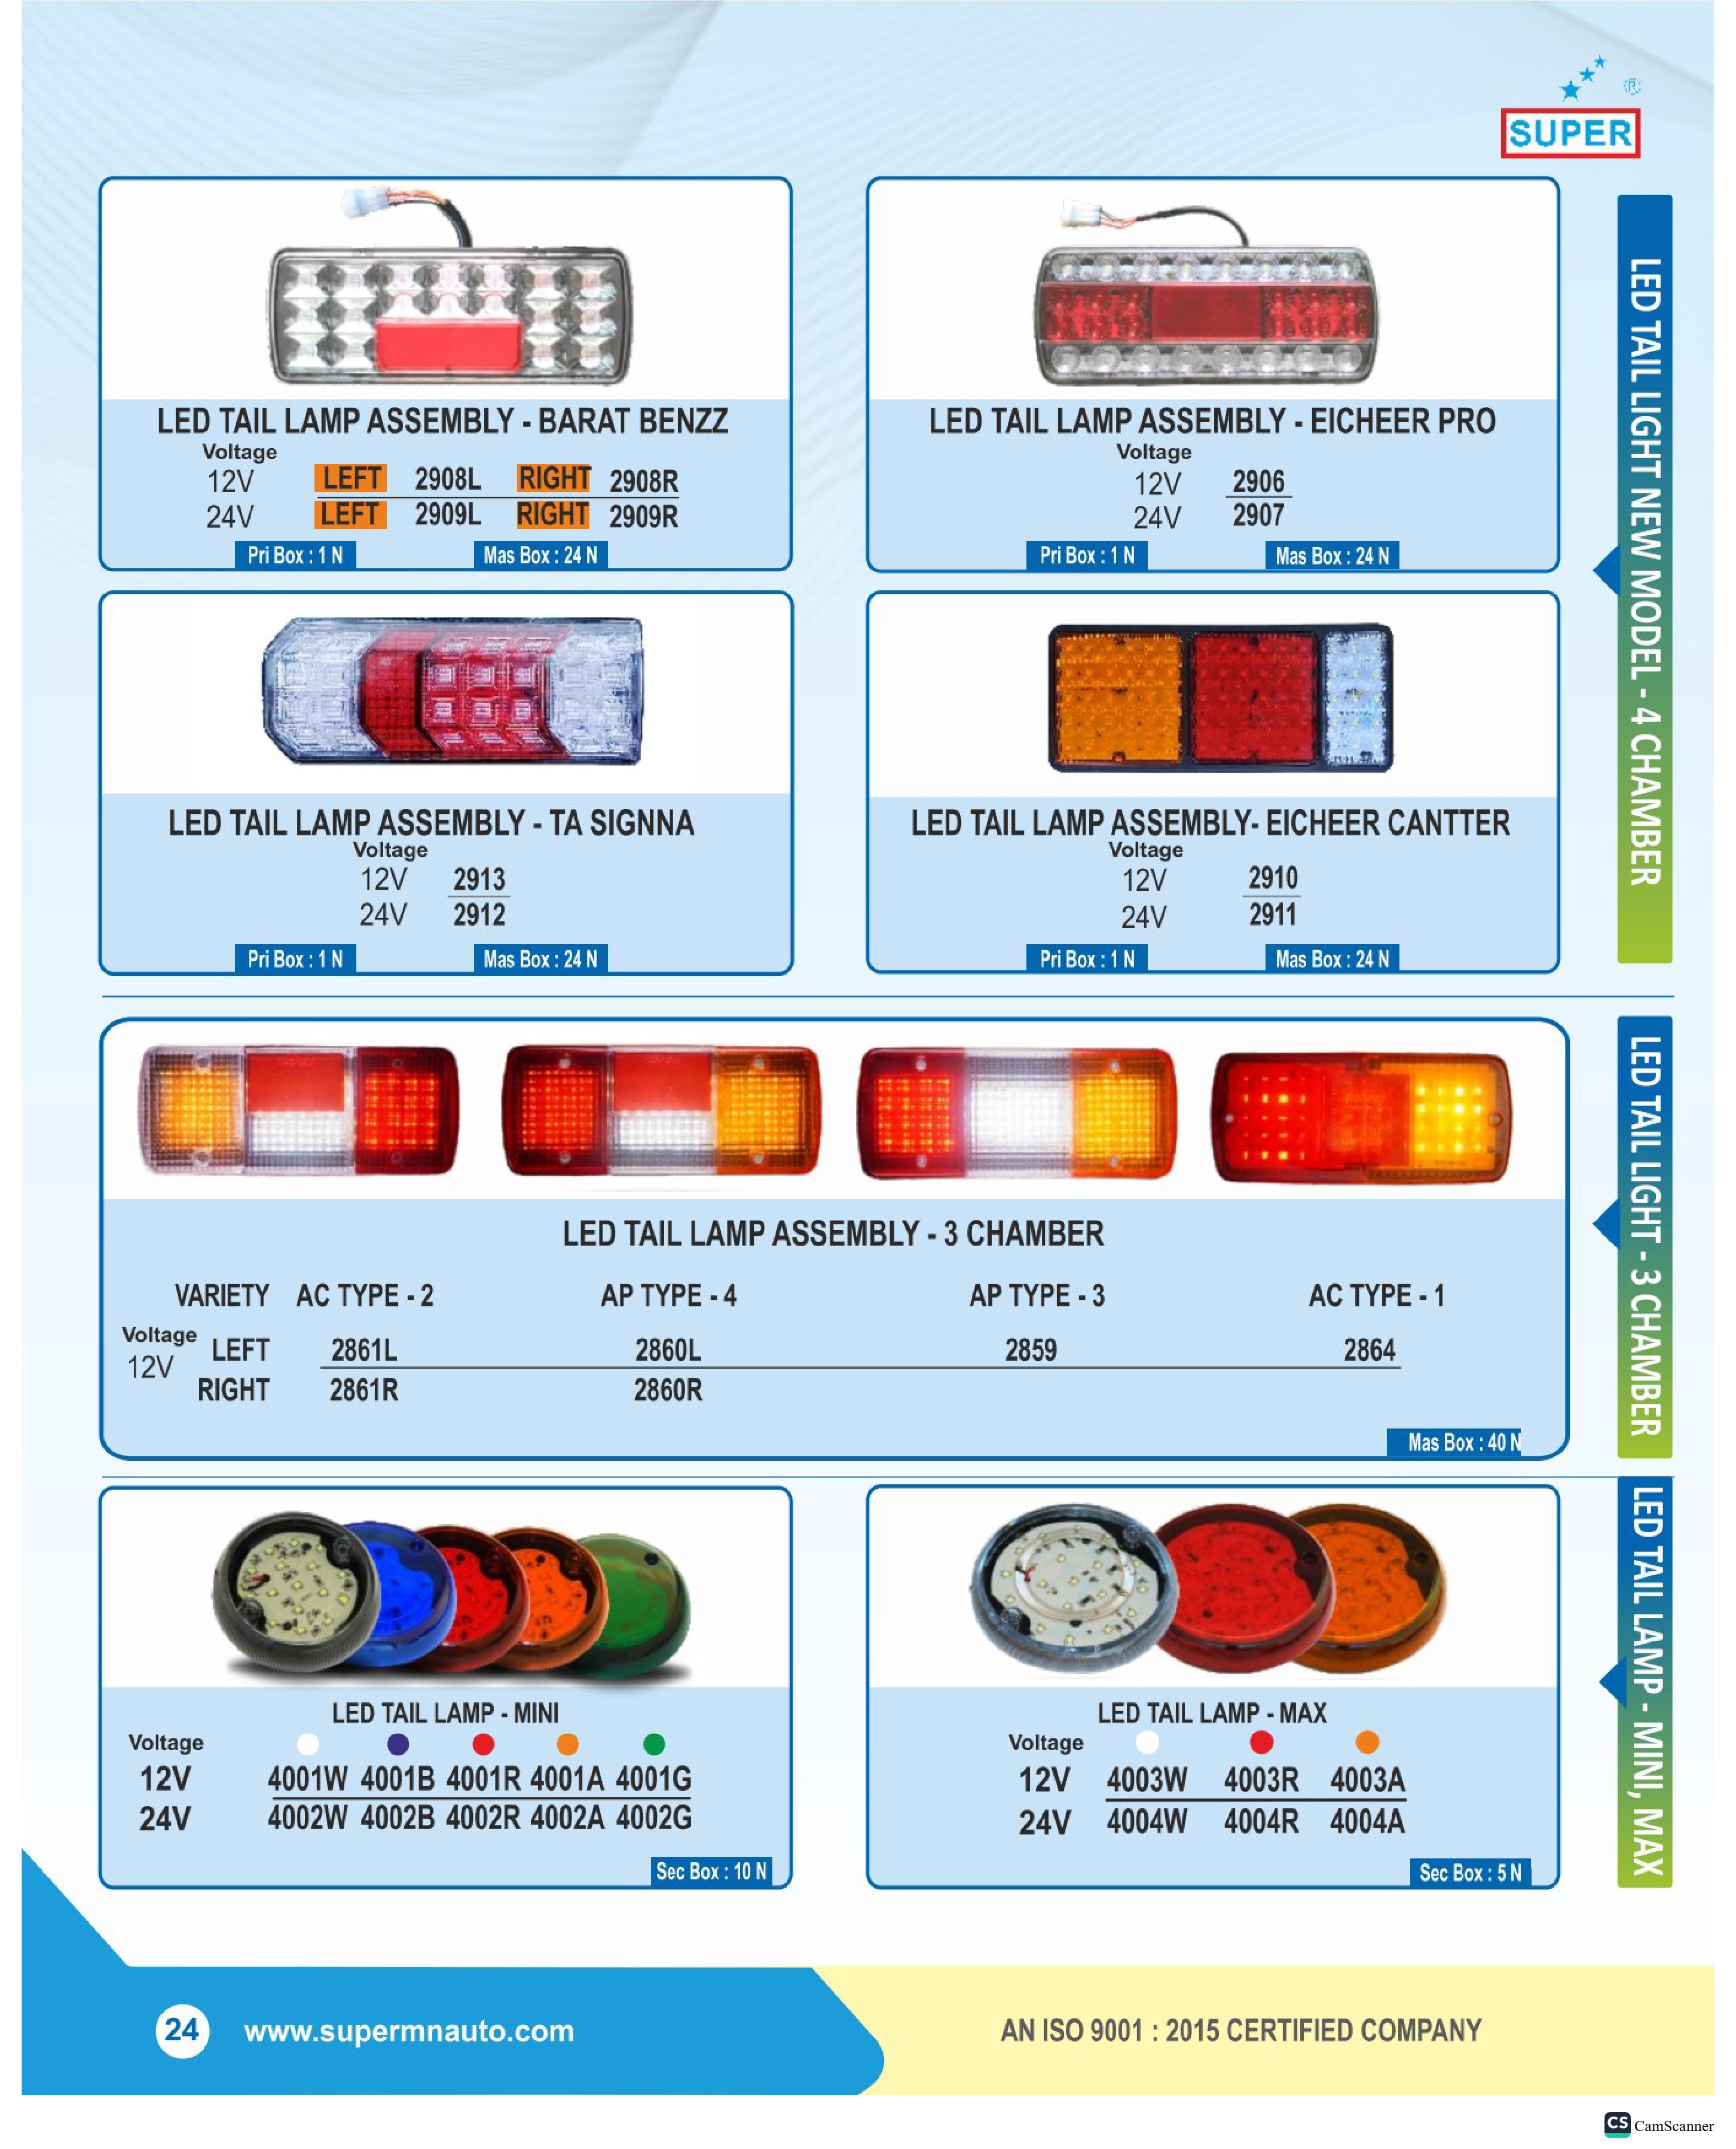 ®
SUPER
LED TAIL LAMP ASSEMBLY - BARAT BENZZ
Voltage
12V LEFT 2908L RIGHT 2908R
24V LEFT 2909L RIGHT 2909R
Pri Box : 1 N Mas Box : 24 N
LED TAIL LAMP ASSEMBLY - EICHEER PRO
Voltage
12V 2906
24V 2907
Pri Box : 1 N Mas Box : 24 N
LED TAIL LAMP ASSEMBLY - TA SIGNNA
Voltage
12V 2913
24V 2912
Pri Box : 1 N Mas Box : 24 N
LED TAIL LAMP ASSEMBLY- EICHEER CANTTER
Voltage
12V 2910
24V 2911
Pri Box : 1 N Mas Box : 24 N
LED TAIL LIGHT NEW MODEL - 4 CHAMBER
LED TAIL LAMP ASSEMBLY - 3 CHAMBER
VARIETY AC TYPE - 2 AP TYPE - 4 AP TYPE - 3 AC TYPE - 1
Voltage
12V
LEFT 2861L 2860L 2859 2864
RIGHT 2861R 2860R
Mas Box : 40 N
LED TAIL LIGHT - 3 CHAMBER
LED TAIL LAMP - MINI
Voltage
12V 4001W 4001B 4001R 4001A 4001G
24V 4002W 4002B 4002R 4002A 4002G
Sec Box : 10 N
LED TAIL LAMP - MAX
Voltage
12V 4003W 4003R 4003A
24V 4004W 4004R 4004A
Sec Box : 5 N
LED TAIL LAMP - MINI, MAX
24 www.supermnauto.com
AN ISO 9001 : 2015 CERTIFIED COMPANY
CS CamScanner